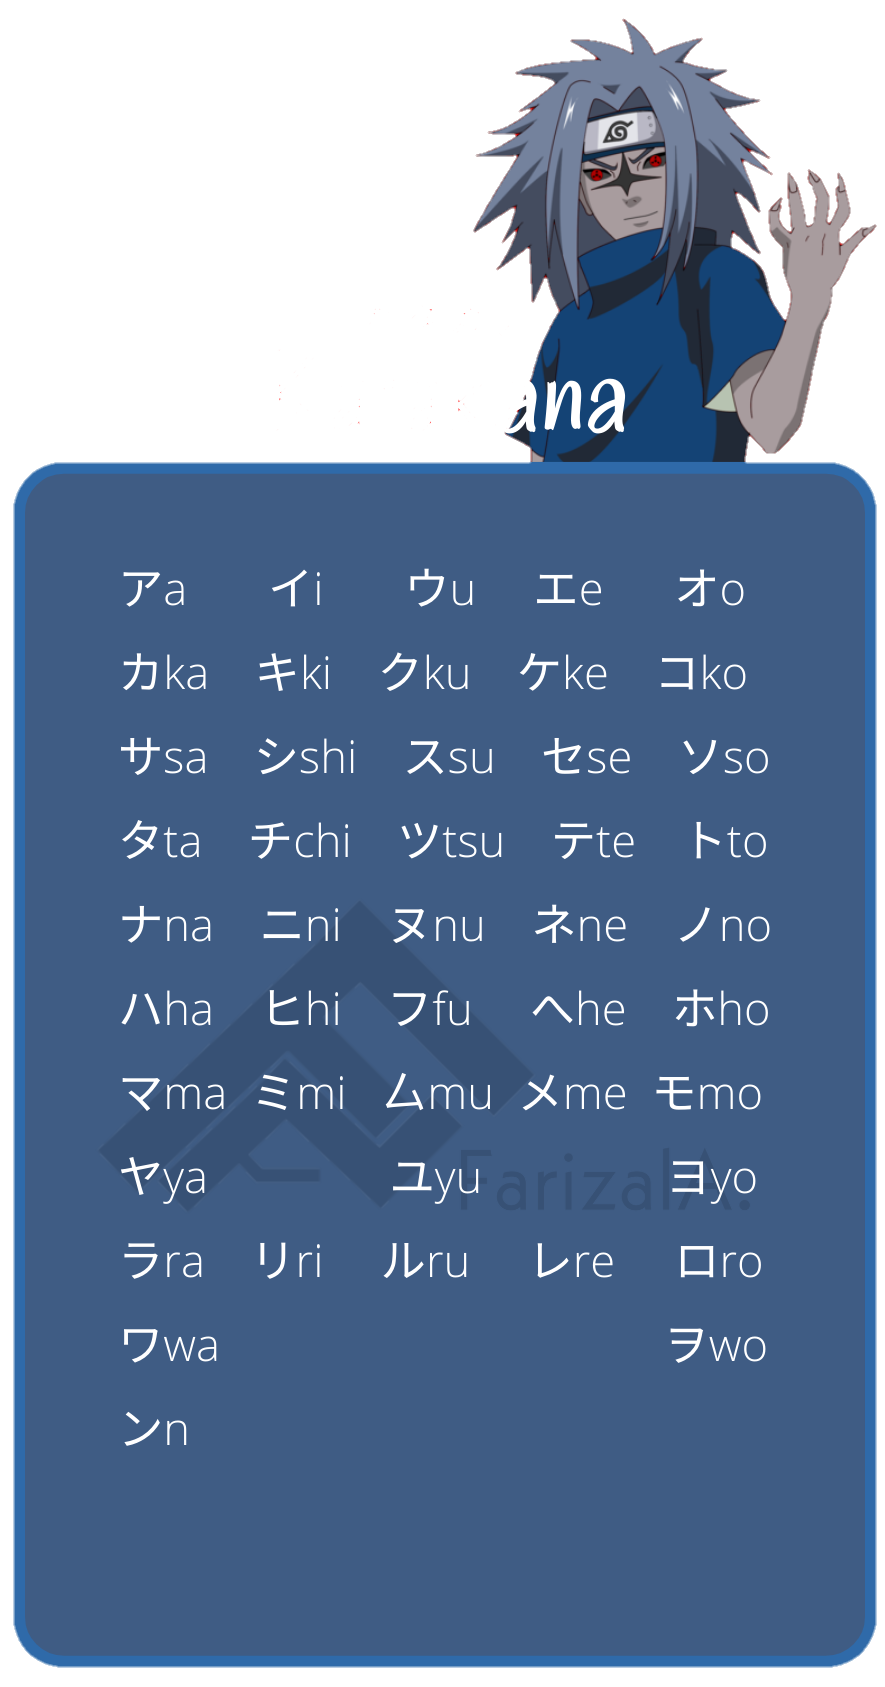 ana
アa イi ウu エe オo
カka キki クku ケke コko
サsa シshi スsu セse ソso
タta チchi ツtsu テte トto
ナna ニni ヌnu ネne ノno
ハha ヒhi フfu ヘhe ホho
マma ミmi ムmu メme モmo
ヤya ユyu ヨyo
FarizalA.
ラra リri ルru レre ロro
ワwa ヲwo
ンn